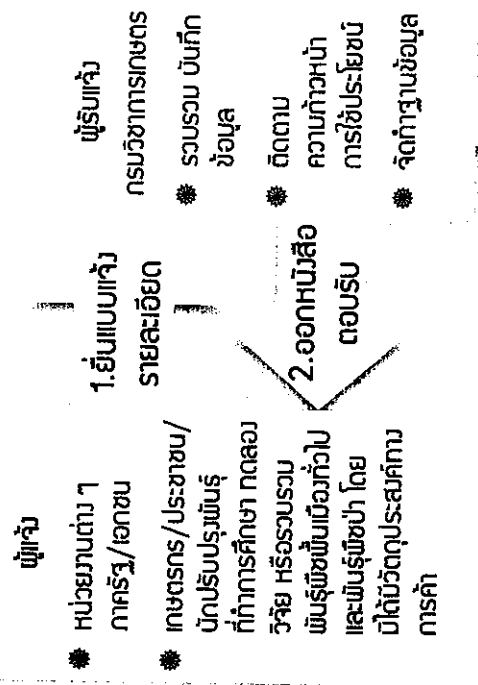 ผู้แจ้ง
❋ หน่วยงานต่าง ๆ
ภาครัฐ/เอกชน
❋ เกษตรกร/ประชาชน/
นักปรับปรุงพันธุ์
ที่ทำการศึกษา ทดลอง
วิจัย หรือรวบรวม
พันธุ์พืชพื้นเมืองทั่วไป
และพันธุ์พืชป่า โดย
มิได้มีวัตถุประสงค์ทาง
การค้า
1.ยื่นแบบแจ้ง
รายละเอียด
2.ออกหนังสือ
ตอบรับ
ผู้รับแจ้ง
กรมวิชาการเกษตร
❋ รวบรวม บันทึก
ข้อมูล
❋ ติดตาม
ความก้าวหน้า
การใช้ประโยชน์
❋ จัดทำฐานข้อมูล